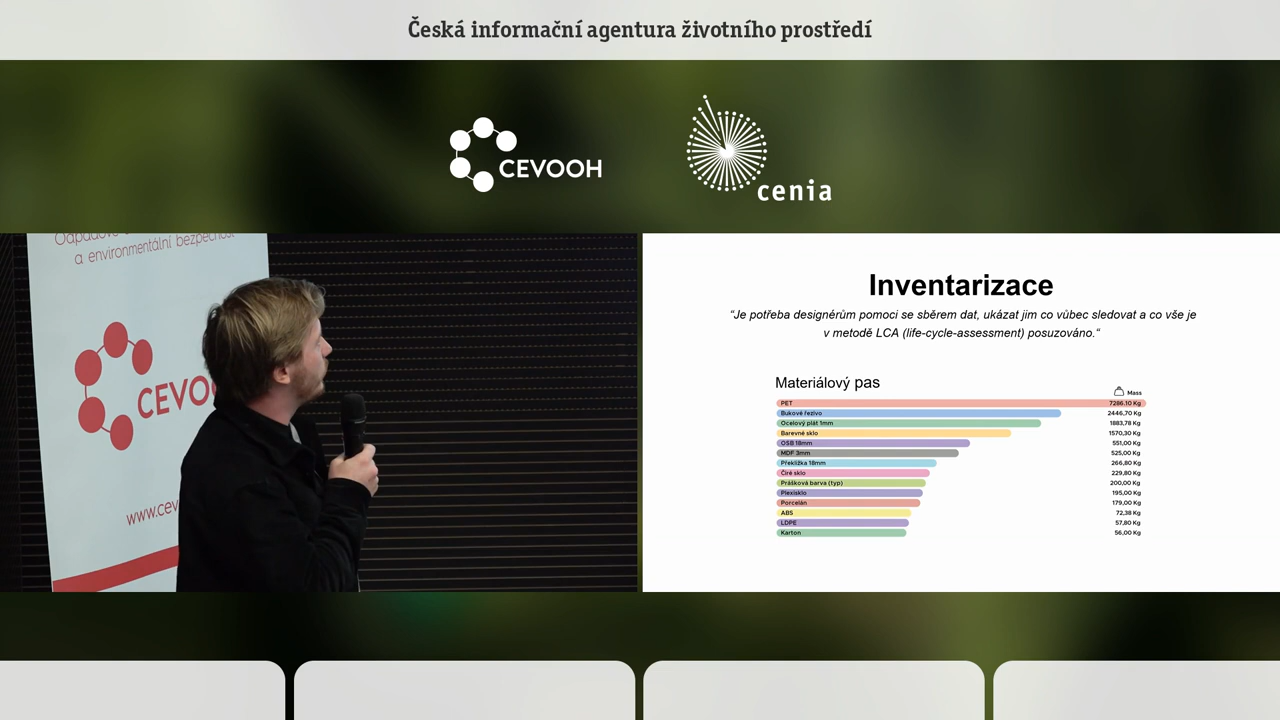 Česká informační agentura životního prostředí
CEVOOH
cenia
a environmentální bezpečnost
CEVOO
www.cev
Inventarizace
“Je potřeba designérům pomoci se sběrem dat, ukázat jim co vůbec sledovat a co vše je
v metodě LCA (life-cycle-assessment) posuzováno.“
Materiálový pas
Mass
PET 7286.10 Kg
Bukové řezivo 2446,70 Kg
Ocelový plát 1mm 1883,78 Kg
Barevné sklo 1570,30 Kg
OSB 18mm 551,00 Kg
MDF 3mm 525,00 Kg
Překližka 18mm 266,80 Kg
Čiré sklo 229,80 Kg
Prášková barva (typ) 200,00 Kg
Plexisklo 195,00 Kg
Porcelán 179,00 Kg
ABS 72,38 Kg
LDPE 57,80 Kg
Karton 56,00 Kg